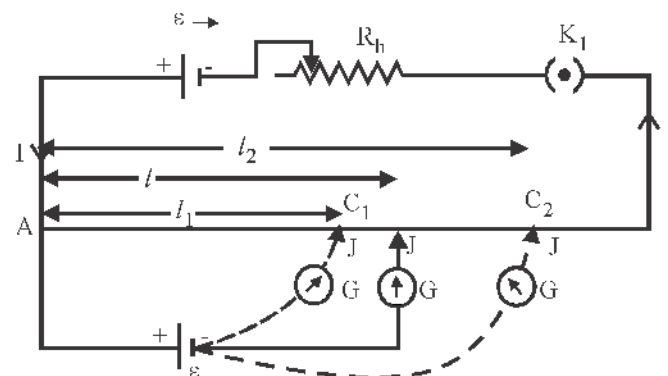 ε
+ - R_h K_1
I
l_2
l
l_1 C_1 C_2
A J J J
G G G
+ -
ε